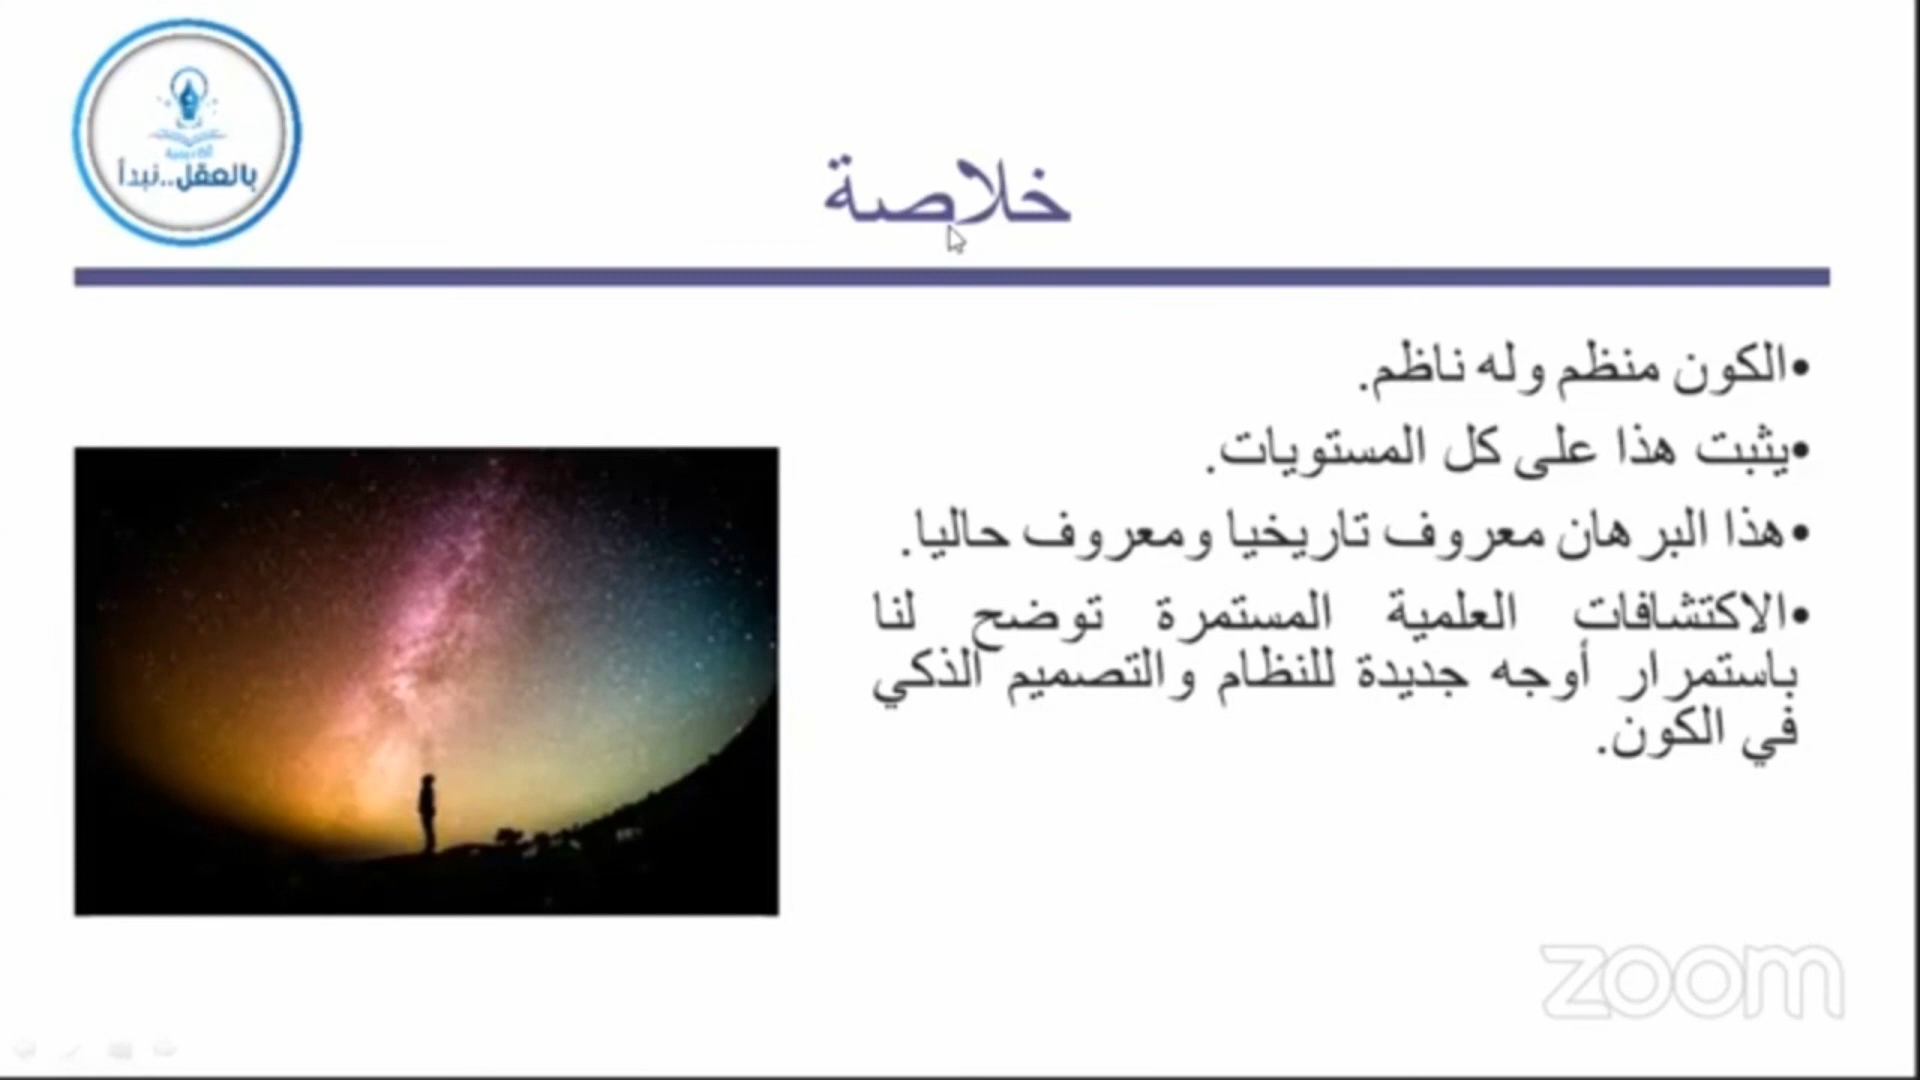 أكاديمية
بالعقل..نبدأ
خلاصة
•الكون منظم وله ناظم.
•يثبت هذا على كل المستويات.
•هذا البرهان معروف تاريخيا ومعروف حاليا.
•الاكتشافات العلمية المستمرة توضح لنا
باستمرار أوجه جديدة للنظام والتصميم الذكي
في الكون.
zoom